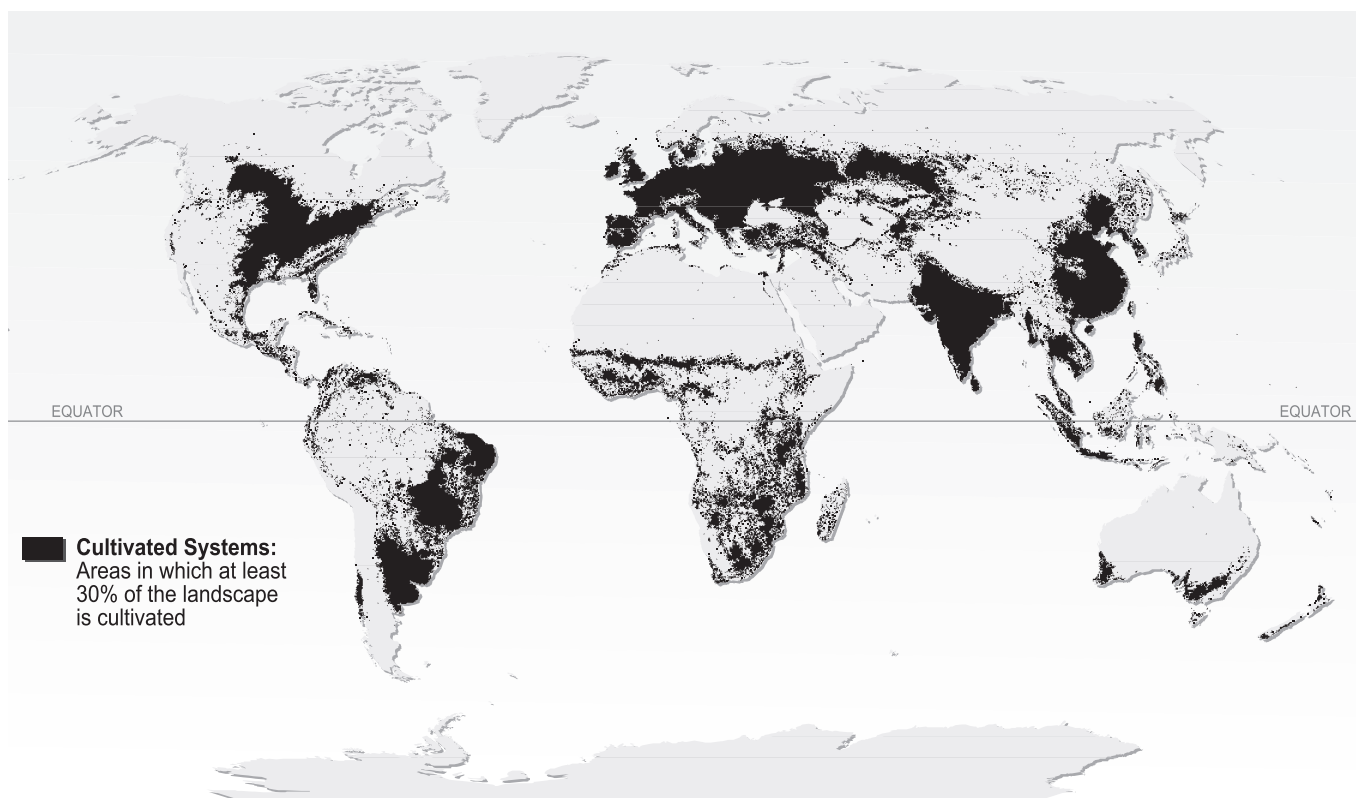 EQUATOR
EQUATOR
Cultivated Systems:
Areas in which at least
30% of the landscape
is cultivated